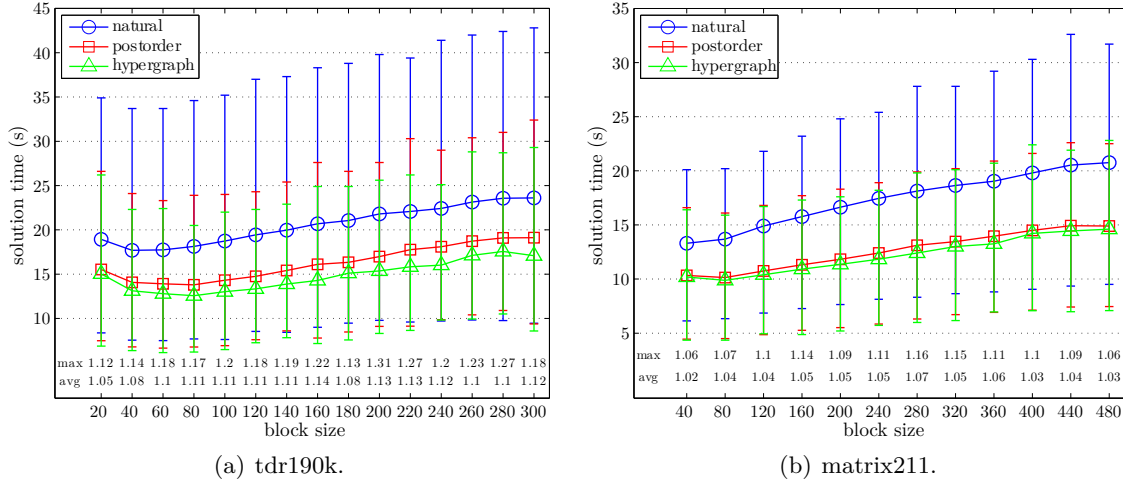 45
40
35
30
25
20
15
10
solution time (s)
natural
postorder
hypergraph
max 1.12 1.14 1.18 1.17 1.2 1.18 1.19 1.22 1.13 1.31 1.27 1.2 1.23 1.27 1.18
avg 1.05 1.08 1.1 1.11 1.11 1.11 1.11 1.14 1.08 1.13 1.13 1.12 1.1 1.1 1.12
20 40 60 80 100 120 140 160 180 200 220 240 260 280 300
block size
(a) tdr190k.
35
30
25
20
15
10
5
solution time (s)
natural
postorder
hypergraph
max 1.06 1.07 1.1 1.14 1.09 1.11 1.16 1.15 1.11 1.1 1.09 1.06
avg 1.02 1.04 1.04 1.05 1.05 1.05 1.07 1.05 1.06 1.03 1.04 1.03
40 80 120 160 200 240 280 320 360 400 440 480
block size
(b) matrix211.